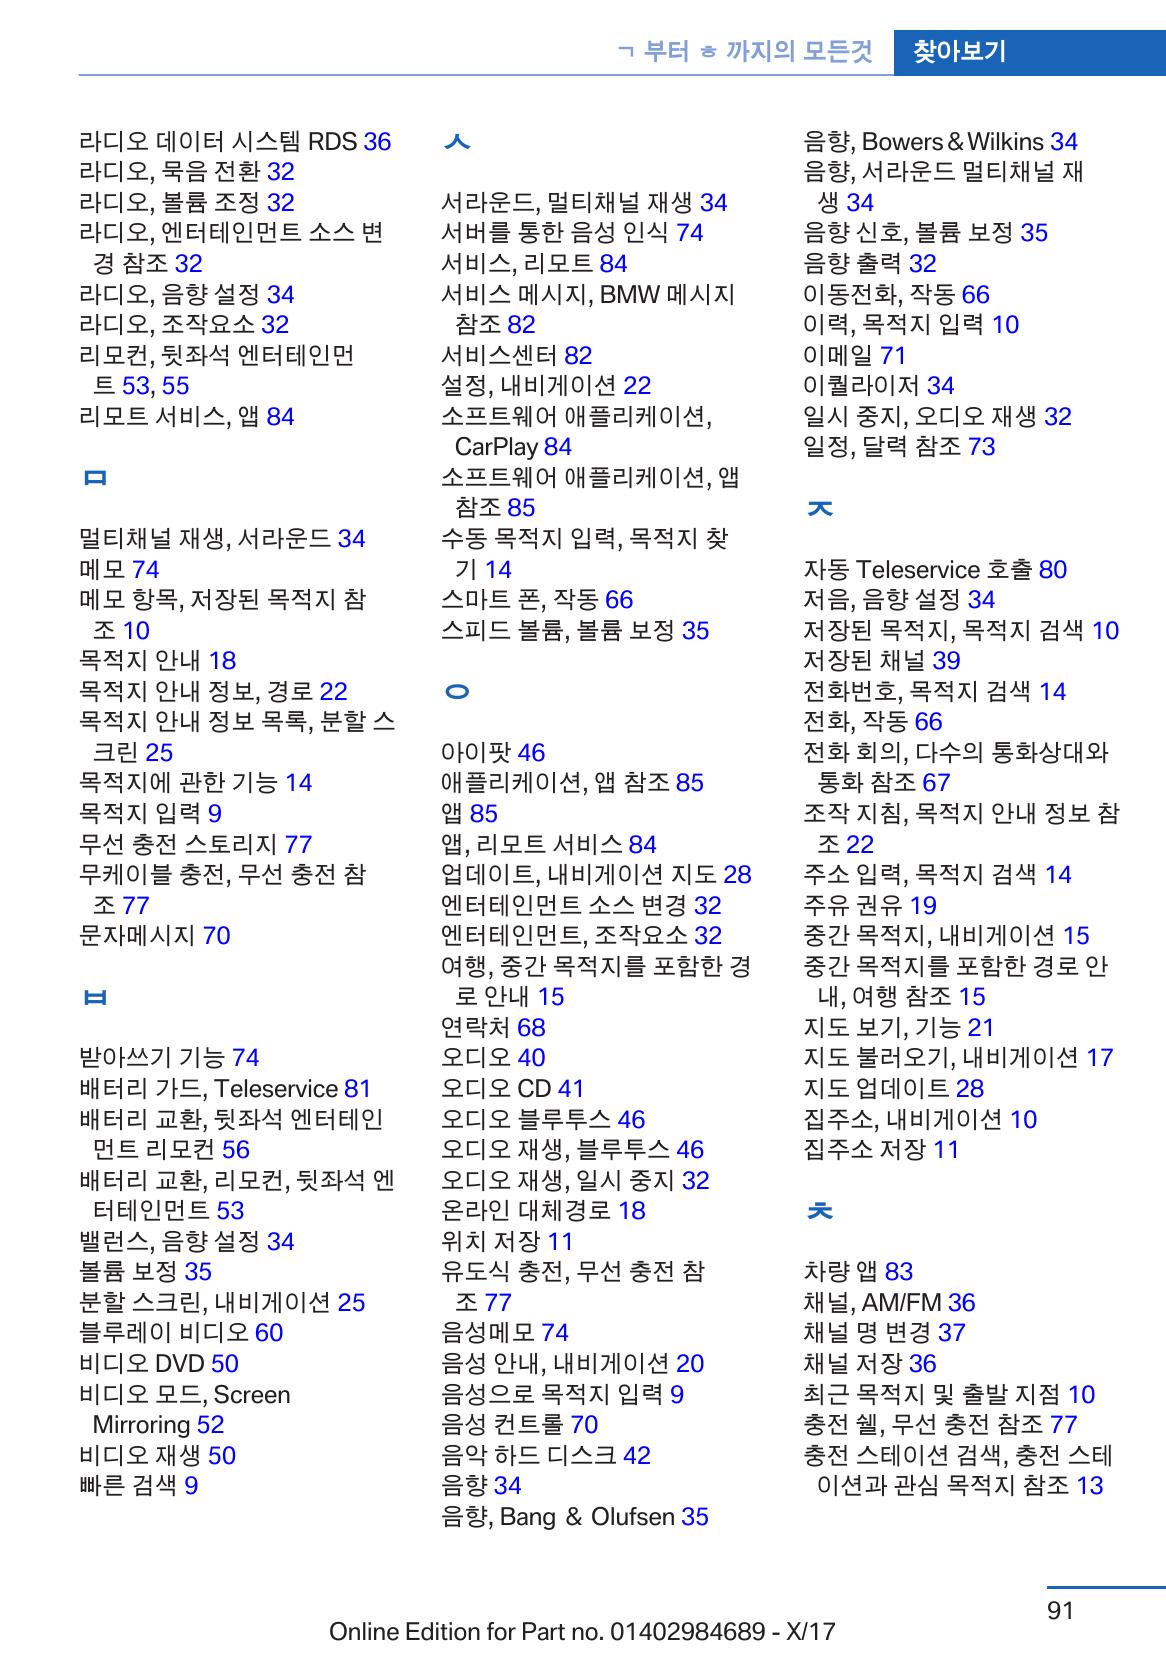 ㄱ 부터 ㅎ 까지의 모든것
찾아보기
라디오 데이터 시스템 RDS 36
라디오, 묵음 전환 32
라디오, 볼륨 조정 32
라디오, 엔터테인먼트 소스 변
경 참조 32
라디오, 음향 설정 34
라디오, 조작요소 32
리모컨, 뒷좌석 엔터테인먼
트 53, 55
리모트 서비스, 앱 84
ㅁ
멀티채널 재생, 서라운드 34
메모 74
메모 항목, 저장된 목적지 참
조 10
목적지 안내 18
목적지 안내 정보, 경로 22
목적지 안내 정보 목록, 분할 스
크린 25
목적지에 관한 기능 14
목적지 입력 9
무선 충전 스토리지 77
무케이블 충전, 무선 충전 참
조 77
문자메시지 70
ㅂ
받아쓰기 기능 74
배터리 가드, Teleservice 81
배터리 교환, 뒷좌석 엔터테인
먼트 리모컨 56
배터리 교환, 리모컨, 뒷좌석 엔
터테인먼트 53
밸런스, 음향 설정 34
볼륨 보정 35
분할 스크린, 내비게이션 25
블루레이 비디오 60
비디오 DVD 50
비디오 모드, Screen
Mirroring 52
비디오 재생 50
빠른 검색 9
ㅅ
서라운드, 멀티채널 재생 34
서버를 통한 음성 인식 74
서비스, 리모트 84
서비스 메시지, BMW 메시지
참조 82
서비스센터 82
설정, 내비게이션 22
소프트웨어 애플리케이션,
CarPlay 84
소프트웨어 애플리케이션, 앱
참조 85
수동 목적지 입력, 목적지 찾
기 14
스마트 폰, 작동 66
스피드 볼륨, 볼륨 보정 35
ㅇ
아이팟 46
애플리케이션, 앱 참조 85
앱 85
앱, 리모트 서비스 84
업데이트, 내비게이션 지도 28
엔터테인먼트 소스 변경 32
엔터테인먼트, 조작요소 32
여행, 중간 목적지를 포함한 경
로 안내 15
연락처 68
오디오 40
오디오 CD 41
오디오 블루투스 46
오디오 재생, 블루투스 46
오디오 재생, 일시 중지 32
온라인 대체경로 18
위치 저장 11
유도식 충전, 무선 충전 참
조 77
음성메모 74
음성 안내, 내비게이션 20
음성으로 목적지 입력 9
음성 컨트롤 70
음악 하드 디스크 42
음향 34
음향, Bang & Olufsen 35
음향, Bowers & Wilkins 34
음향, 서라운드 멀티채널 재
생 34
음향 신호, 볼륨 보정 35
음향 출력 32
이동전화, 작동 66
이력, 목적지 입력 10
이메일 71
이퀄라이저 34
일시 중지, 오디오 재생 32
일정, 달력 참조 73
ㅈ
자동 Teleservice 호출 80
저음, 음향 설정 34
저장된 목적지, 목적지 검색 10
저장된 채널 39
전화번호, 목적지 검색 14
전화, 작동 66
전화 회의, 다수의 통화상대와
통화 참조 67
조작 지침, 목적지 안내 정보 참
조 22
주소 입력, 목적지 검색 14
주유 권유 19
중간 목적지, 내비게이션 15
중간 목적지를 포함한 경로 안
내, 여행 참조 15
지도 보기, 기능 21
지도 불러오기, 내비게이션 17
지도 업데이트 28
집주소, 내비게이션 10
집주소 저장 11
ㅊ
차량 앱 83
채널, AM/FM 36
채널 명 변경 37
채널 저장 36
최근 목적지 및 출발 지점 10
충전 쉘, 무선 충전 참조 77
충전 스테이션 검색, 충전 스테
이션과 관심 목적지 참조 13
91
Online Edition for Part no. 01402984689 - X/17